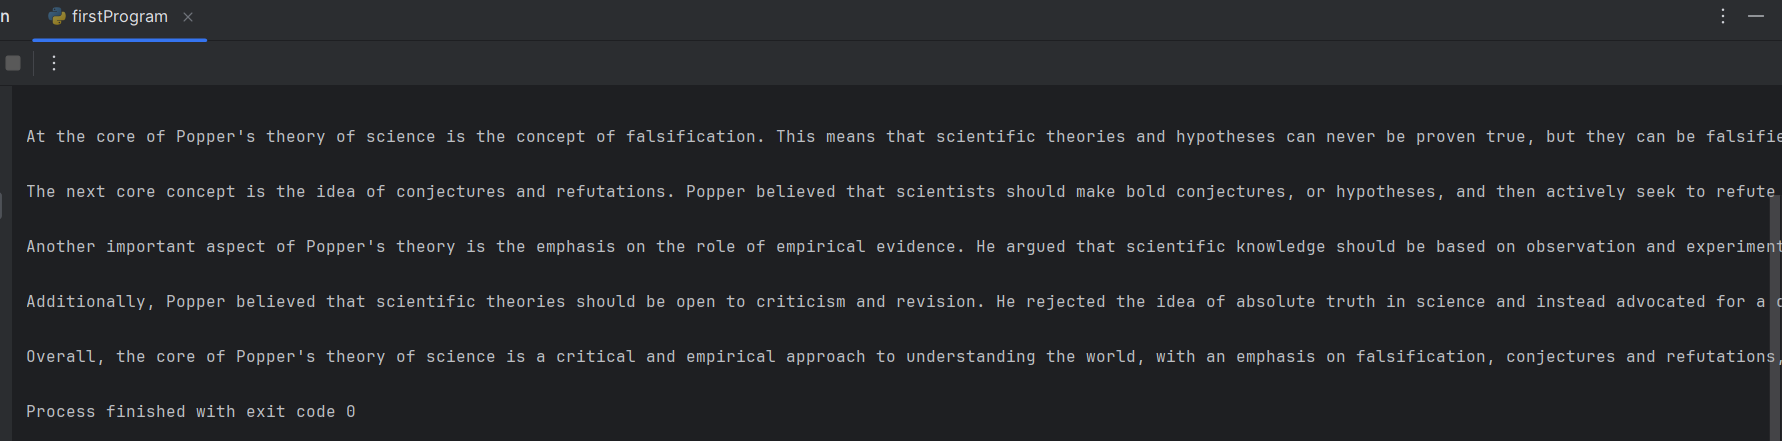 n
firstProgram
At the core of Popper's theory of science is the concept of falsification. This means that scientific theories and hypotheses can never be proven true, but they can be falsifie
The next core concept is the idea of conjectures and refutations. Popper believed that scientists should make bold conjectures, or hypotheses, and then actively seek to refute
Another important aspect of Popper's theory is the emphasis on the role of empirical evidence. He argued that scientific knowledge should be based on observation and experiment
Additionally, Popper believed that scientific theories should be open to criticism and revision. He rejected the idea of absolute truth in science and instead advocated for a
Overall, the core of Popper's theory of science is a critical and empirical approach to understanding the world, with an emphasis on falsification, conjectures and refutations,
Process finished with exit code 0